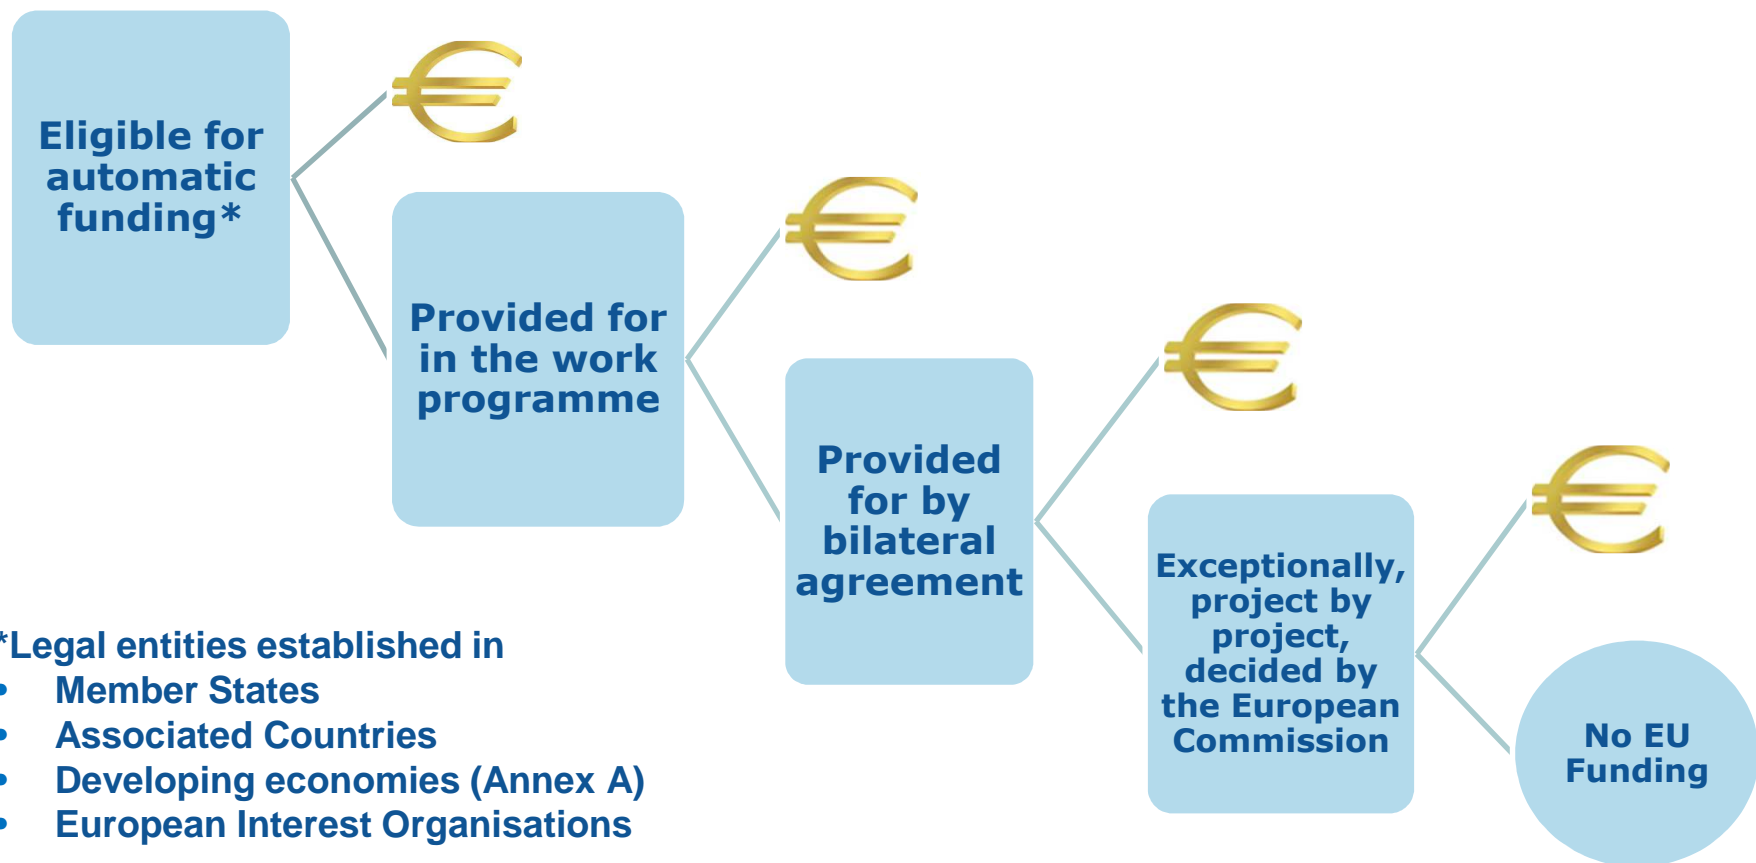 Eligible for
automatic
funding*
Provided for
in the work
programme
Provided
for by
bilateral
agreement
Exceptionally,
project by
project,
decided by
the European
Commission
No EU
Funding
*Legal entities established in
• Member States
• Associated Countries
• Developing economies (Annex A)
• European Interest Organisations